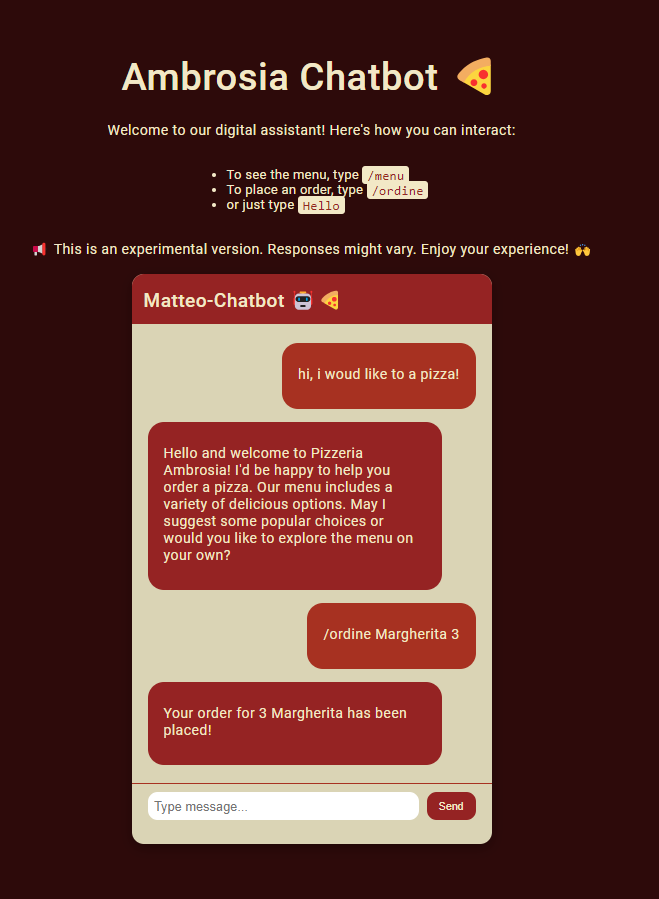 Ambrosia Chatbot 🍕
Welcome to our digital assistant! Here's how you can interact:
• To see the menu, type /menu
• To place an order, type /ordine
• or just type Hello
📢 This is an experimental version. Responses might vary. Enjoy your experience! 🙌
Matteo-Chatbot 🤖 🍕
hi, i woud like to a pizza!
Hello and welcome to Pizzeria
Ambrosia! I'd be happy to help you
order a pizza. Our menu includes a
variety of delicious options. May I
suggest some popular choices or
would you like to explore the menu on
your own?
/ordine Margherita 3
Your order for 3 Margherita has been
placed!
Type message...
Send